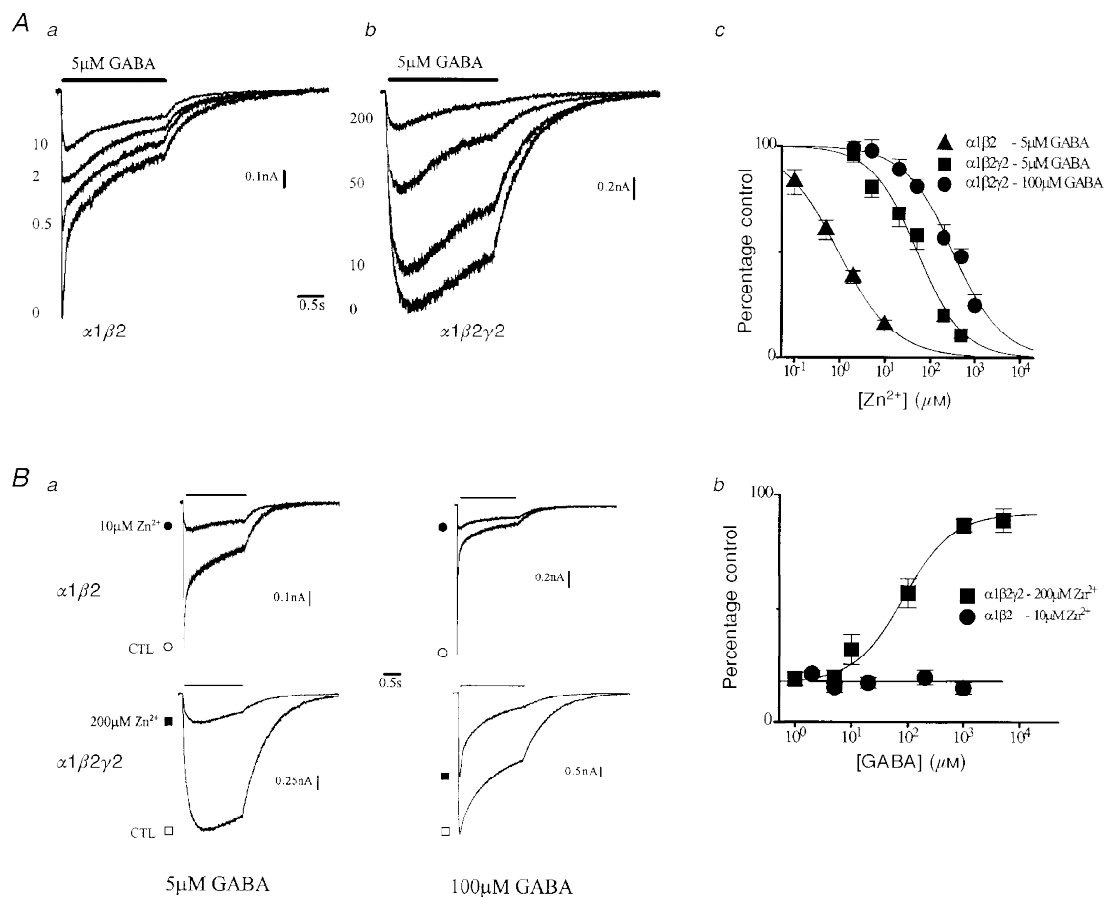 A
a
5μM GABA
10
2
0.5
0
0.1nA
0.5s
α1β2
b
5μM GABA
200
50
10
0
0.2nA
α1β2γ2
c
100
0
Percentage control
α1β2 - 5μM GABA
α1β2γ2 - 5μM GABA
α1β2γ2 - 100μM GABA
10⁻¹ 10⁰ 10¹ 10² 10³ 10⁴
[Zn²⁺] (μM)
B
a
10μM Zn²⁺
α1β2
0.1nA
CTL
0.2nA
0.5s
200μM Zn²⁺
α1β2γ2
0.25nA
CTL
0.5nA
5μM GABA
100μM GABA
b
100
0
Percentage control
α1β2γ2 - 200μM Zn²⁺
α1β2 - 10μM Zn²⁺
10⁰ 10¹ 10² 10³ 10⁴
[GABA] (μM)